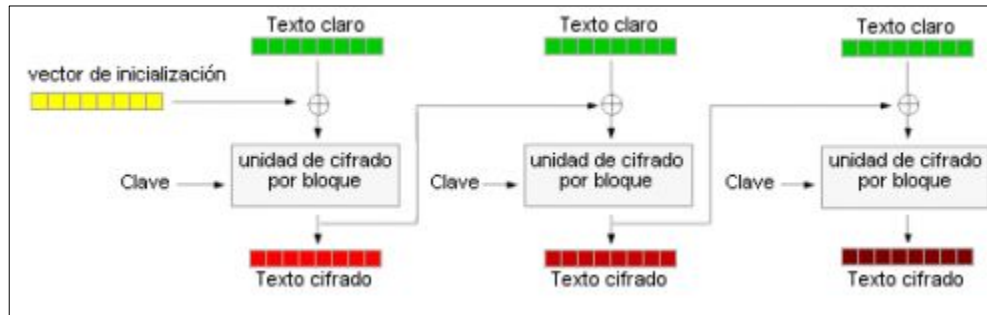 Texto claro
Texto claro
Texto claro
vector de inicialización
unidad de cifrado
por bloque
unidad de cifrado
por bloque
unidad de cifrado
por bloque
Clave
Clave
Clave
Texto cifrado
Texto cifrado
Texto cifrado